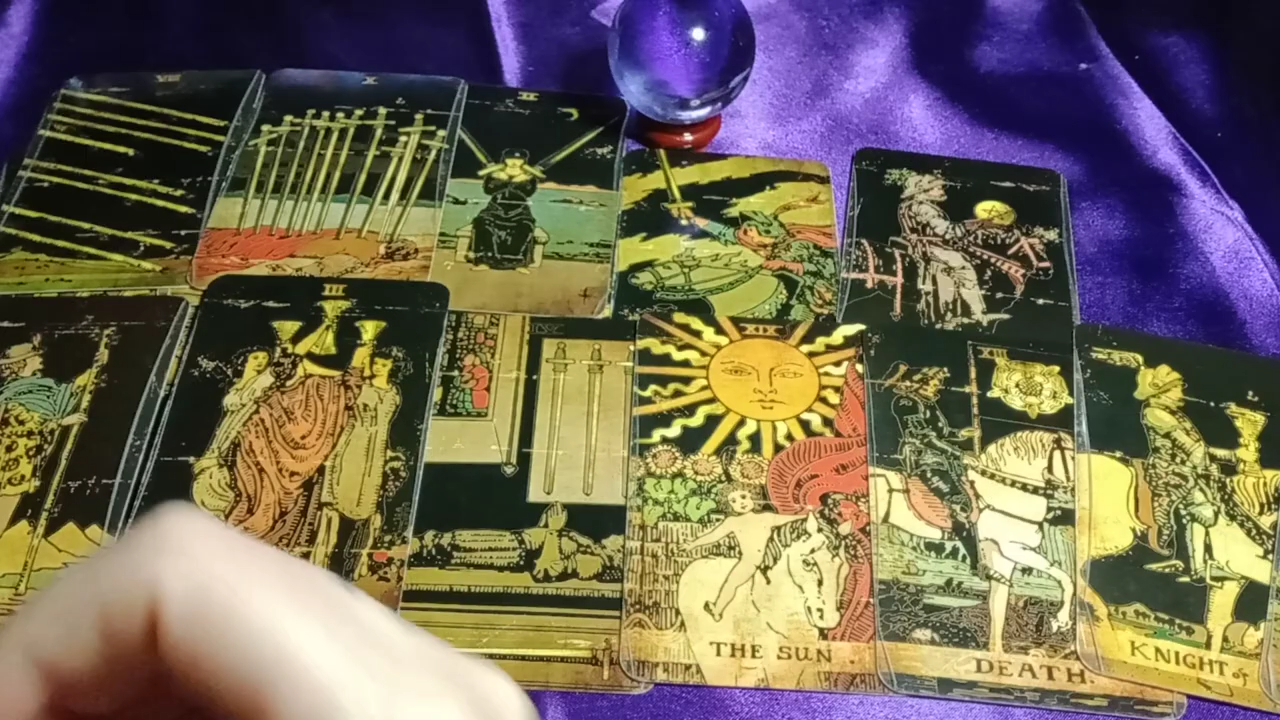 VIII
X
II
III
XIX
XIII
THE SUN
DEATH.
KNIGHT of